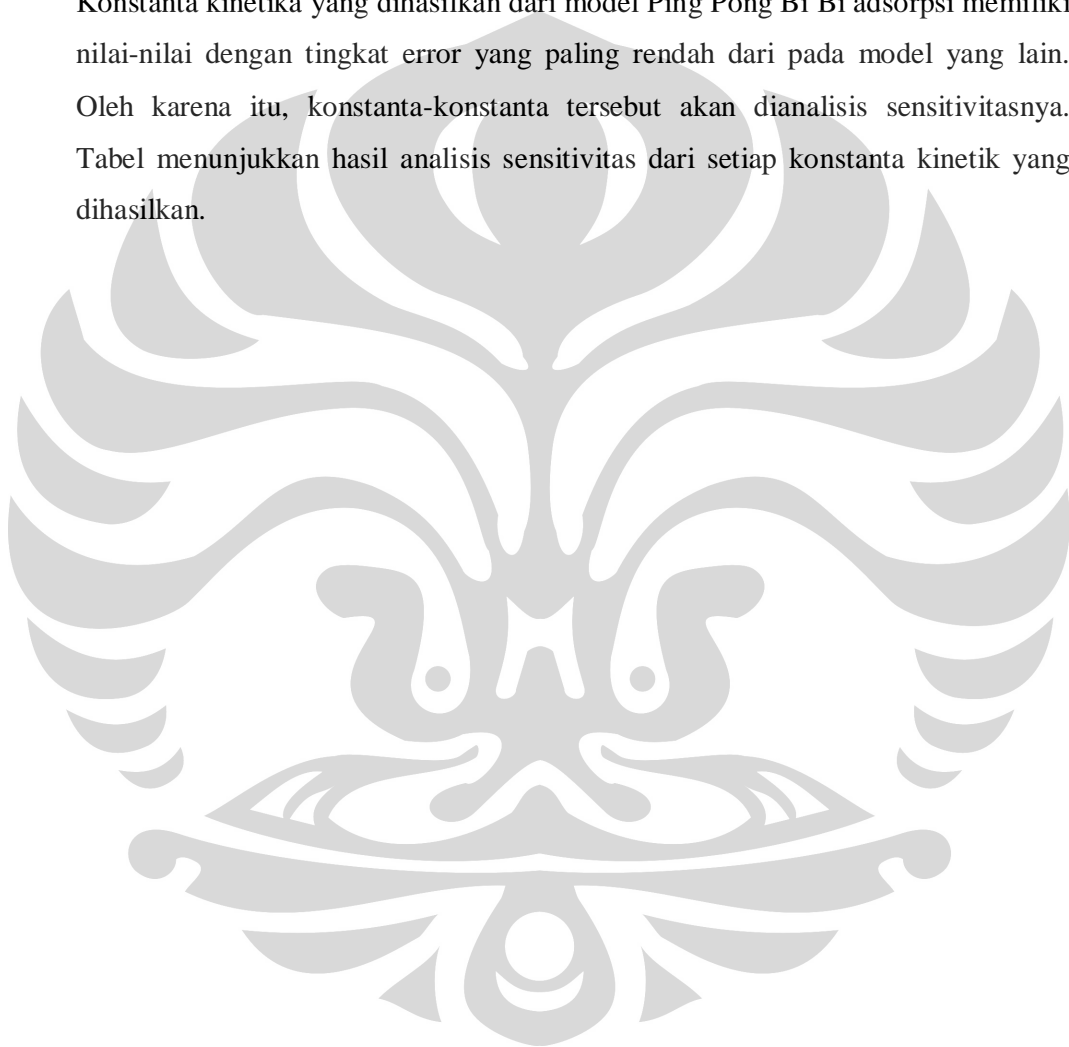 Konstanta kinetika yang dihasilkan dari model Ping Pong Bi Bi adsorpsi memiliki
nilai-nilai dengan tingkat error yang paling rendah dari pada model yang lain.
Oleh karena itu, konstanta-konstanta tersebut akan dianalisis sensitivitasnya.
Tabel menunjukkan hasil analisis sensitivitas dari setiap konstanta kinetik yang
dihasilkan.